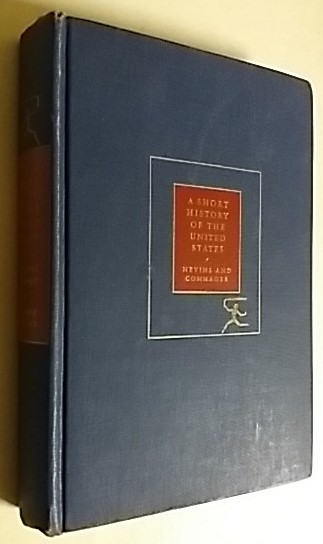 A SHORT
HISTORY
OF THE
UNITED
STATES
NEVINS AND
COMMAGER